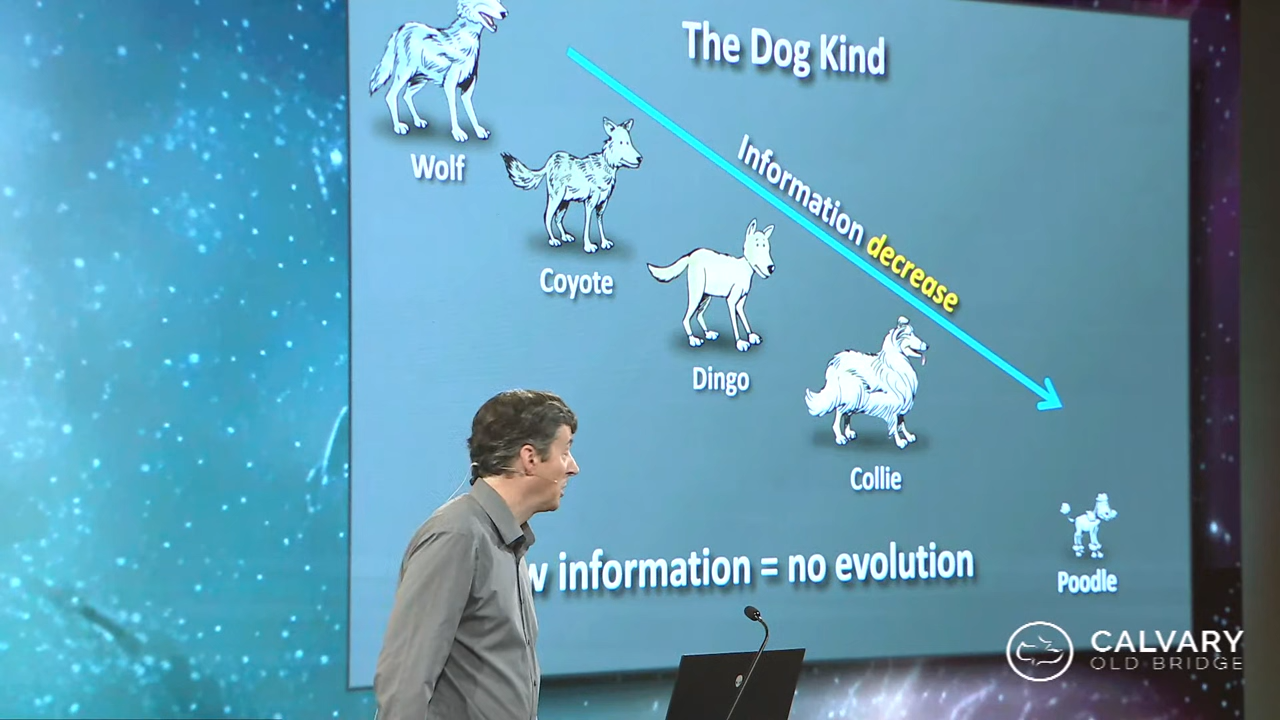 The Dog Kind
Wolf
Information decrease
Coyote
Dingo
Collie
information = no evolution
Poodle
CALVARY
OLD BRIDGE